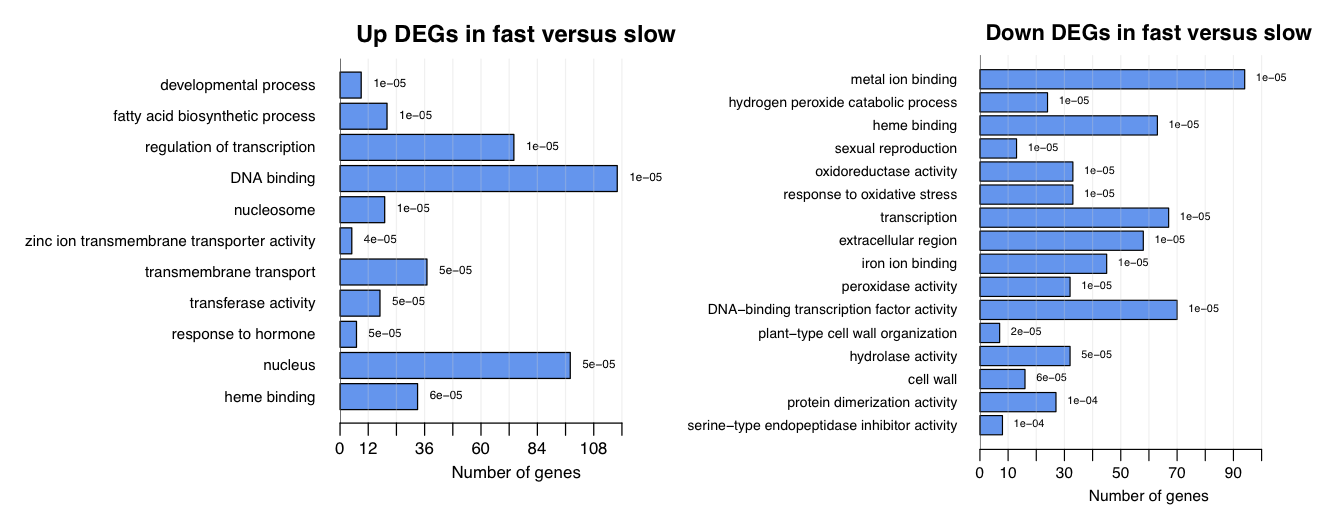 Up DEGs in fast versus slow
developmental process 1e−05
fatty acid biosynthetic process 1e−05
regulation of transcription 1e−05
DNA binding 1e−05
nucleosome 1e−05
zinc ion transmembrane transporter activity 4e−05
transmembrane transport 5e−05
transferase activity 5e−05
response to hormone 5e−05
nucleus 5e−05
heme binding 6e−05
0 12 36 60 84 108
Number of genes
Down DEGs in fast versus slow
metal ion binding 1e−05
hydrogen peroxide catabolic process 1e−05
heme binding 1e−05
sexual reproduction 1e−05
oxidoreductase activity 1e−05
response to oxidative stress 1e−05
transcription 1e−05
extracellular region 1e−05
iron ion binding 1e−05
peroxidase activity 1e−05
DNA−binding transcription factor activity 1e−05
plant−type cell wall organization 2e−05
hydrolase activity 5e−05
cell wall 6e−05
protein dimerization activity 1e−04
serine−type endopeptidase inhibitor activity 1e−04
0 10 30 50 70 90
Number of genes